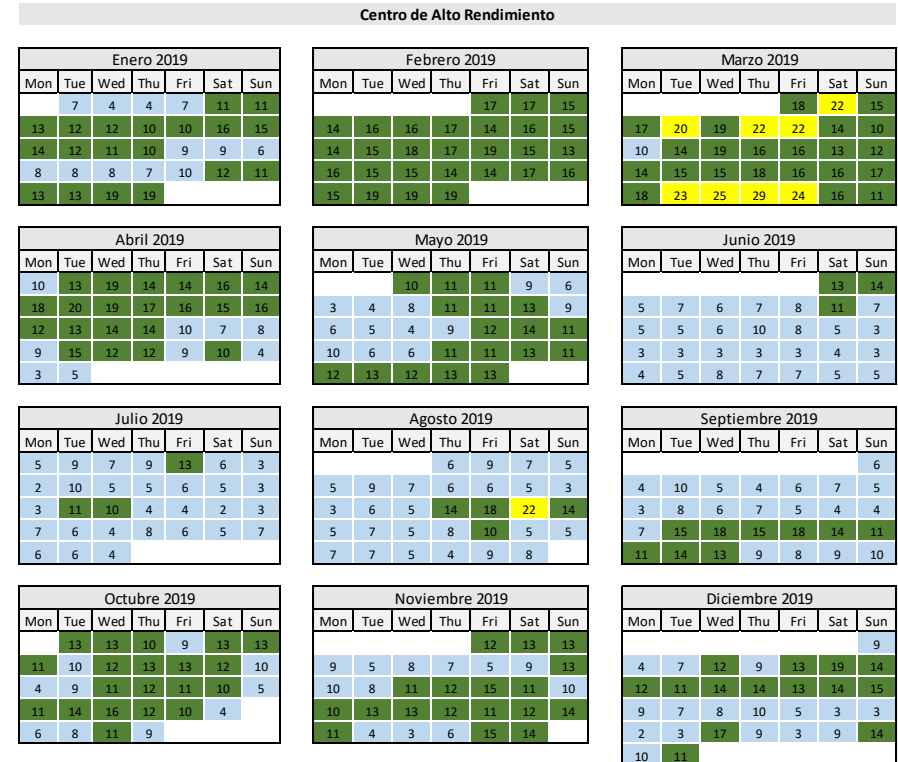 Centro de Alto Rendimiento
Enero 2019
Mon Tue Wed Thu Fri Sat Sun
7 4 4 7 11 11
13 12 12 10 10 16 15
14 12 11 10 9 9 6
8 8 8 7 10 12 11
13 13 19 19
Febrero 2019
Mon Tue Wed Thu Fri Sat Sun
17 17 15
14 16 16 17 14 16 15
14 15 18 17 19 15 13
16 15 15 14 14 17 16
15 19 19 19
Marzo 2019
Mon Tue Wed Thu Fri Sat Sun
18 22 15
17 20 19 22 22 14 10
10 14 19 16 16 13 12
14 15 15 18 16 16 17
18 23 25 29 24 16 11
Abril 2019
Mon Tue Wed Thu Fri Sat Sun
10 13 19 14 14 16 14
18 20 19 17 16 15 16
12 13 14 14 10 7 8
9 15 12 12 9 10 4
3 5
Mayo 2019
Mon Tue Wed Thu Fri Sat Sun
10 11 11 9 6
3 4 8 11 11 13 9
6 5 4 9 12 14 11
10 6 6 11 11 13 11
12 13 12 13 13
Junio 2019
Mon Tue Wed Thu Fri Sat Sun
13 14
5 7 6 7 8 11 7
5 5 6 10 8 5 3
3 3 3 3 3 4 3
4 5 8 7 7 5 5
Julio 2019
Mon Tue Wed Thu Fri Sat Sun
5 9 7 9 13 6 3
2 10 5 5 6 5 3
3 11 10 4 4 2 3
7 6 4 8 6 5 7
6 6 4
Agosto 2019
Mon Tue Wed Thu Fri Sat Sun
6 9 7 5
5 9 7 6 6 5 3
3 6 5 14 18 22 14
5 7 5 8 10 5 5
7 7 5 4 9 8
Septiembre 2019
Mon Tue Wed Thu Fri Sat Sun
6
4 10 5 4 6 7 5
3 8 6 7 5 4 4
7 15 18 15 18 14 11
11 14 13 9 8 9 10
Octubre 2019
Mon Tue Wed Thu Fri Sat Sun
13 13 10 9 13 13
11 10 12 13 13 12 10
4 9 11 12 11 10 5
11 14 16 12 10 4
6 8 11 9
Noviembre 2019
Mon Tue Wed Thu Fri Sat Sun
12 13 13
9 5 8 7 5 9 13
10 8 11 12 15 11 10
10 13 13 12 11 12 14
11 4 3 6 15 14
Diciembre 2019
Mon Tue Wed Thu Fri Sat Sun
9
4 7 12 9 13 19 14
12 11 14 14 13 14 15
9 7 8 10 5 3 3
2 3 17 9 3 9 14
10 11